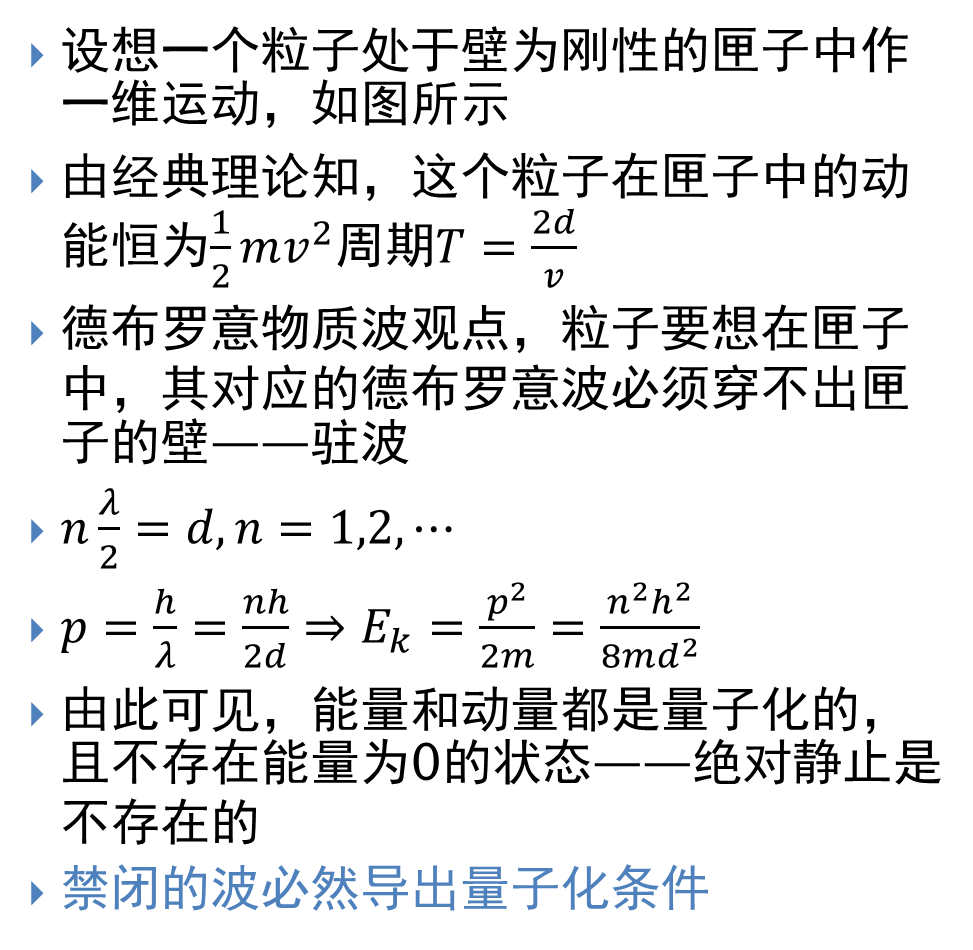 设想一个粒子处于壁为刚性的匣子中作
一维运动，如图所示
由经典理论知，这个粒子在匣子中的动
能恒为$\frac{1}{2}mv^2$周期$T = \frac{2d}{v}$
德布罗意物质波观点，粒子要想在匣子
中，其对应的德布罗意波必须穿不出匣
子的壁——驻波
$n\frac{\lambda}{2} = d, n = 1,2,\cdots$
$p = \frac{h}{\lambda} = \frac{nh}{2d} \Rightarrow E_k = \frac{p^2}{2m} = \frac{n^2h^2}{8md^2}$
由此可见，能量和动量都是量子化的，
且不存在能量为0的状态——绝对静止是
不存在的
禁闭的波必然导出量子化条件